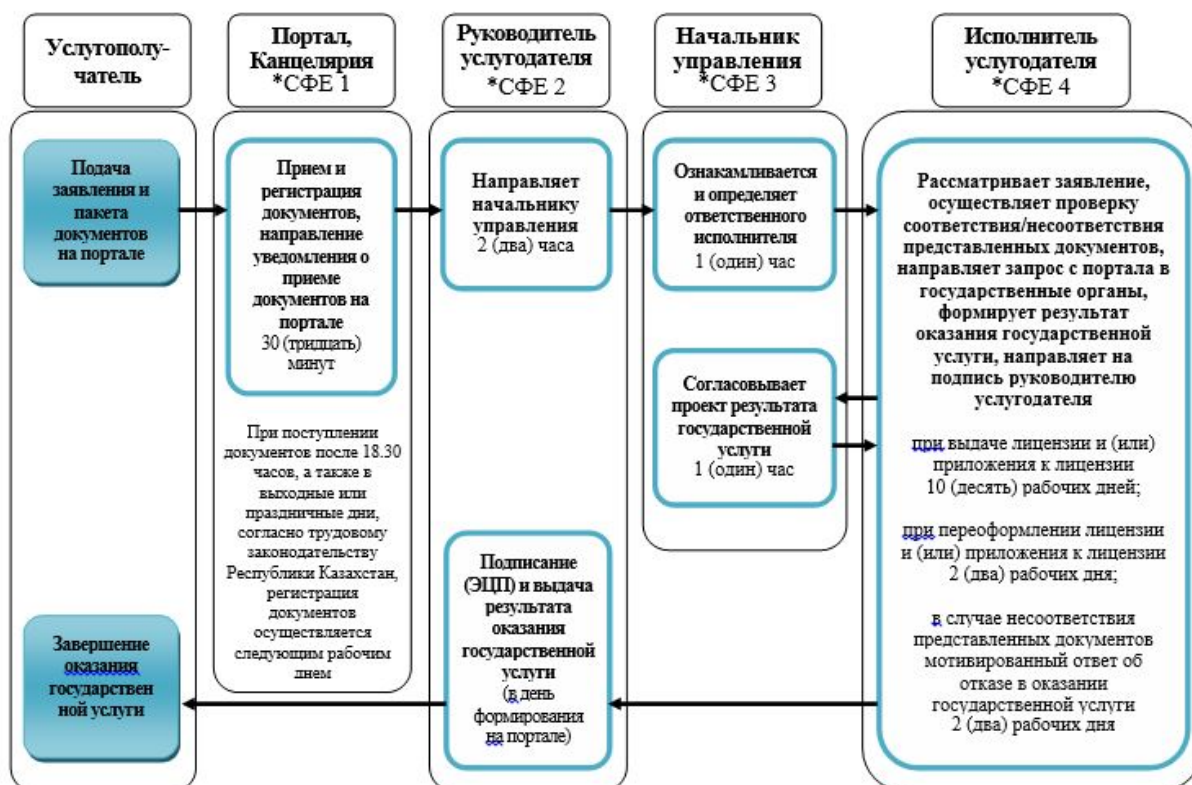 Услугополу-
чатель
Портал,
Канцелярия
*СФЕ 1
Руководитель
услугодателя
*СФЕ 2
Начальник
управления
*СФЕ 3
Исполнитель
услугодателя
*СФЕ 4
Подача
заявления и
пакета
документов
на портале
Прием и
регистрация
документов,
направление
уведомления о
приеме
документов на
портале
30 (тридцать)
минут
Направляет
начальнику
управления
2 (два) часа
Ознакамливается
и определяет
ответственного
исполнителя
1 (один) час
Рассматривает заявление,
осуществляет проверку
соответствия/несоответствия
представленных документов,
направляет запрос с портала в
государственные органы,
формирует результат
оказания государственной
услуги, направляет на
подпись руководителю
услугодателя
при выдаче лицензии и (или)
приложения к лицензии
10 (десять) рабочих дней;
при переоформлении лицензии
и (или) приложения к лицензии
2 (два) рабочих дня;
в случае несоответствия
представленных документов
мотивированный ответ об
отказе в оказании
государственной услуги
2 (два) рабочих дня
Согласовывает
проект результата
государственной
услуги
1 (один) час
При поступлении
документов после 18.30
часов, а также в
выходные или
праздничные дни,
согласно трудовому
законодательству
Республики Казахстан,
регистрация
документов
осуществляется
следующим рабочим
днем
Подписание
(ЭЦП) и выдача
результата
оказания
государственной
услуги
(в день
формирования
на портале)
Завершение
оказания
государствен
ной услуги